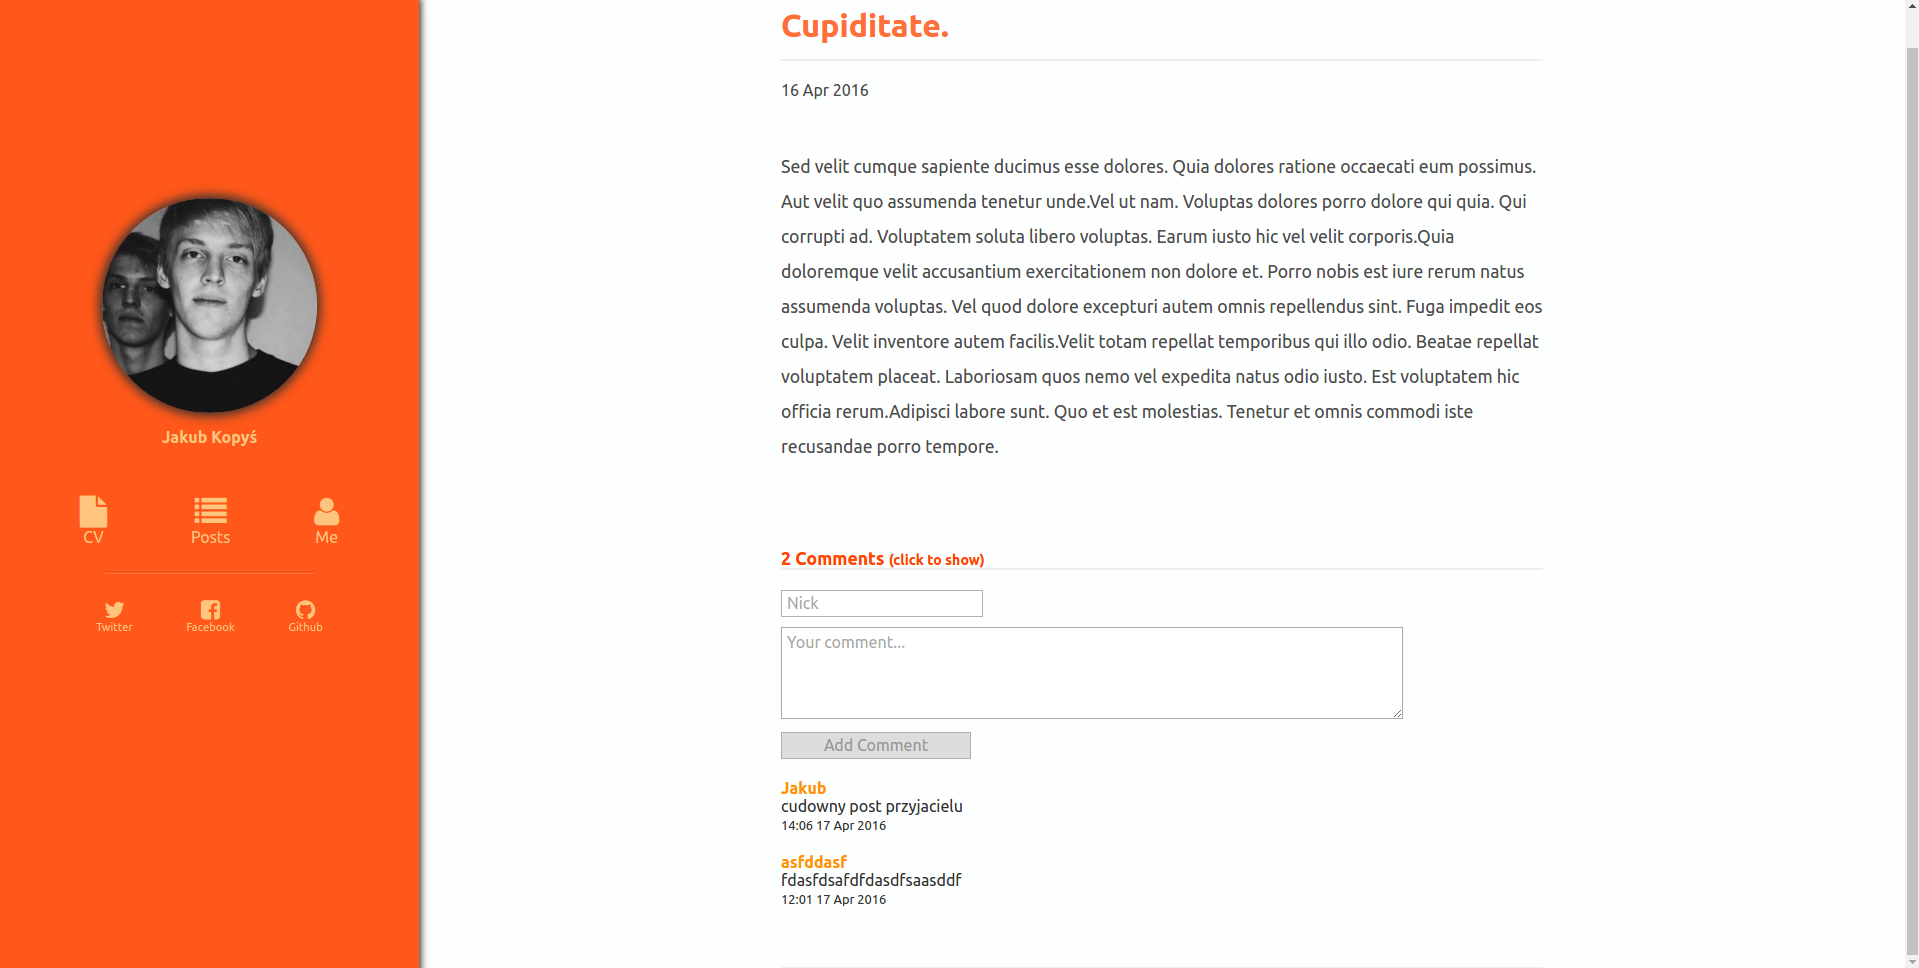 Jakub Kopyś
CV
Posts
Me
Twitter
Facebook
Github
Cupiditate.
16 Apr 2016
Sed velit cumque sapiente ducimus esse dolores. Quia dolores ratione occaecati eum possimus.
Aut velit quo assumenda tenetur unde.Vel ut nam. Voluptas dolores porro dolore qui quia. Qui
corrupti ad. Voluptatem soluta libero voluptas. Earum iusto hic vel velit corporis.Quia
doloremque velit accusantium exercitationem non dolore et. Porro nobis est iure rerum natus
assumenda voluptas. Vel quod dolore excepturi autem omnis repellendus sint. Fuga impedit eos
culpa. Velit inventore autem facilis.Velit totam repellat temporibus qui illo odio. Beatae repellat
voluptatem placeat. Laboriosam quos nemo vel expedita natus odio iusto. Est voluptatem hic
officia rerum.Adipisci labore sunt. Quo et est molestias. Tenetur et omnis commodi iste
recusandae porro tempore.
2 Comments (click to show)
Nick
Your comment...
Add Comment
Jakub
cudowny post przyjacielu
14:06 17 Apr 2016
asfddasf
fdasfdsafdfdasdfsaasddf
12:01 17 Apr 2016